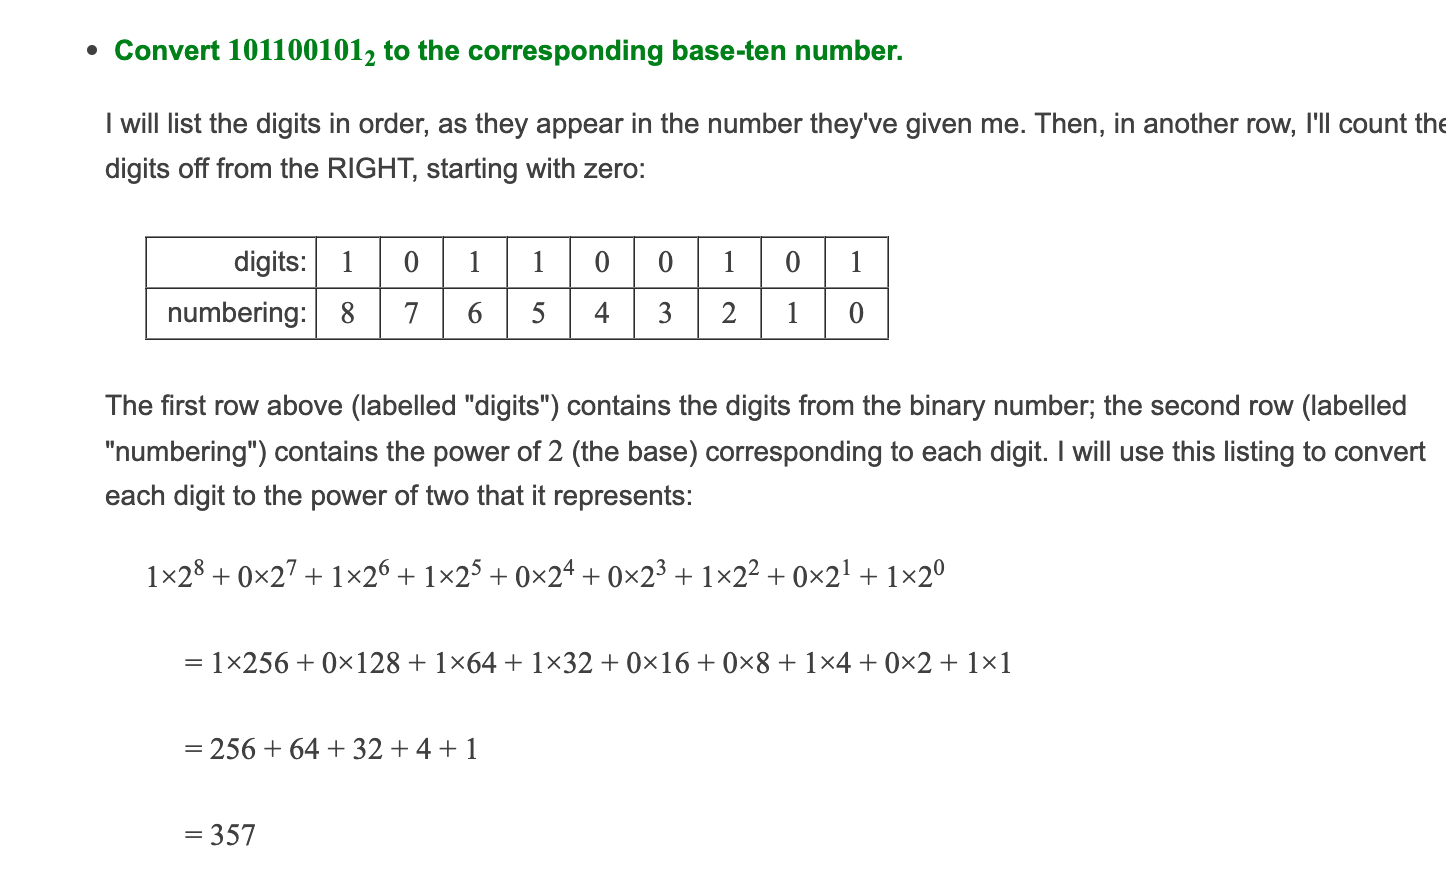 • Convert 101100101₂ to the corresponding base-ten number.
I will list the digits in order, as they appear in the number they've given me. Then, in another row, I'll count the
digits off from the RIGHT, starting with zero:
digits: 1 0 1 1 0 0 1 0 1
numbering: 8 7 6 5 4 3 2 1 0
The first row above (labelled "digits") contains the digits from the binary number; the second row (labelled
"numbering") contains the power of 2 (the base) corresponding to each digit. I will use this listing to convert
each digit to the power of two that it represents:
1×2⁸ + 0×2⁷ + 1×2⁶ + 1×2⁵ + 0×2⁴ + 0×2³ + 1×2² + 0×2¹ + 1×2⁰
= 1×256 + 0×128 + 1×64 + 1×32 + 0×16 + 0×8 + 1×4 + 0×2 + 1×1
= 256 + 64 + 32 + 4 + 1
= 357